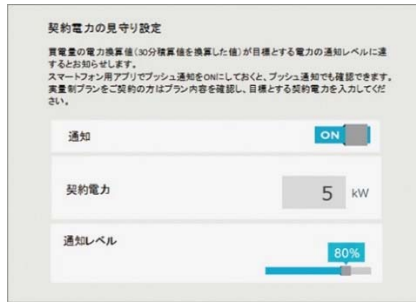 契約電力の見守り設定
買電量の電力換算値(30分積算値を換算した値)が目標とする電力の通知レベルに達
するとお知らせします。
スマートフォン用アプリでプッシュ通知をONにしておくと、プッシュ通知でも確認できます。
実量制プランをご契約の方はプラン内容を確認し、目標とする契約電力を入力してくだ
さい。
通知
ON
契約電力
5 kW
通知レベル
80%